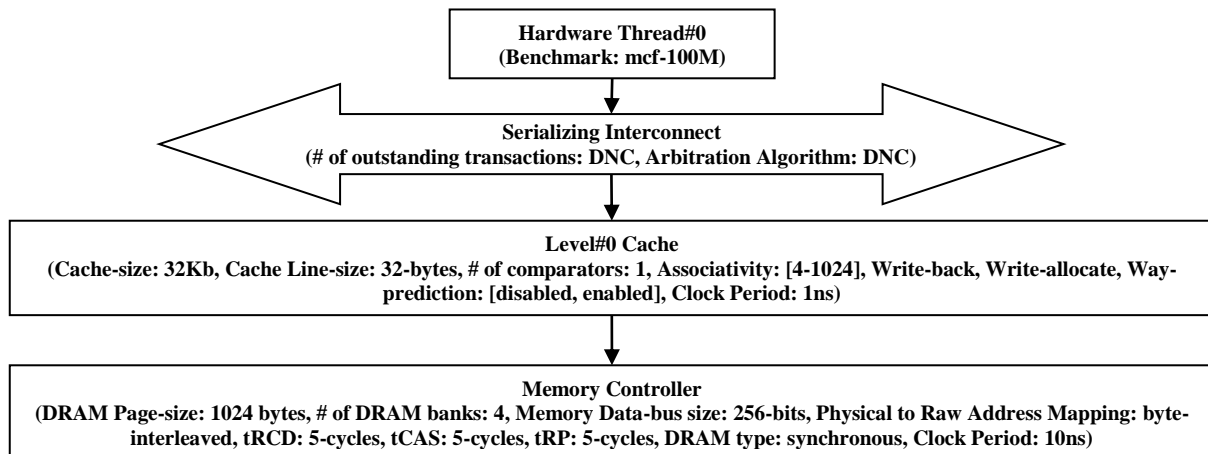 Hardware Thread#0
(Benchmark: mcf-100M)
Serializing Interconnect
(# of outstanding transactions: DNC, Arbitration Algorithm: DNC)
Level#0 Cache
(Cache-size: 32Kb, Cache Line-size: 32-bytes, # of comparators: 1, Associativity: [4-1024], Write-back, Write-allocate, Way-
prediction: [disabled, enabled], Clock Period: 1ns)
Memory Controller
(DRAM Page-size: 1024 bytes, # of DRAM banks: 4, Memory Data-bus size: 256-bits, Physical to Raw Address Mapping: byte-
interleaved, tRCD: 5-cycles, tCAS: 5-cycles, tRP: 5-cycles, DRAM type: synchronous, Clock Period: 10ns)